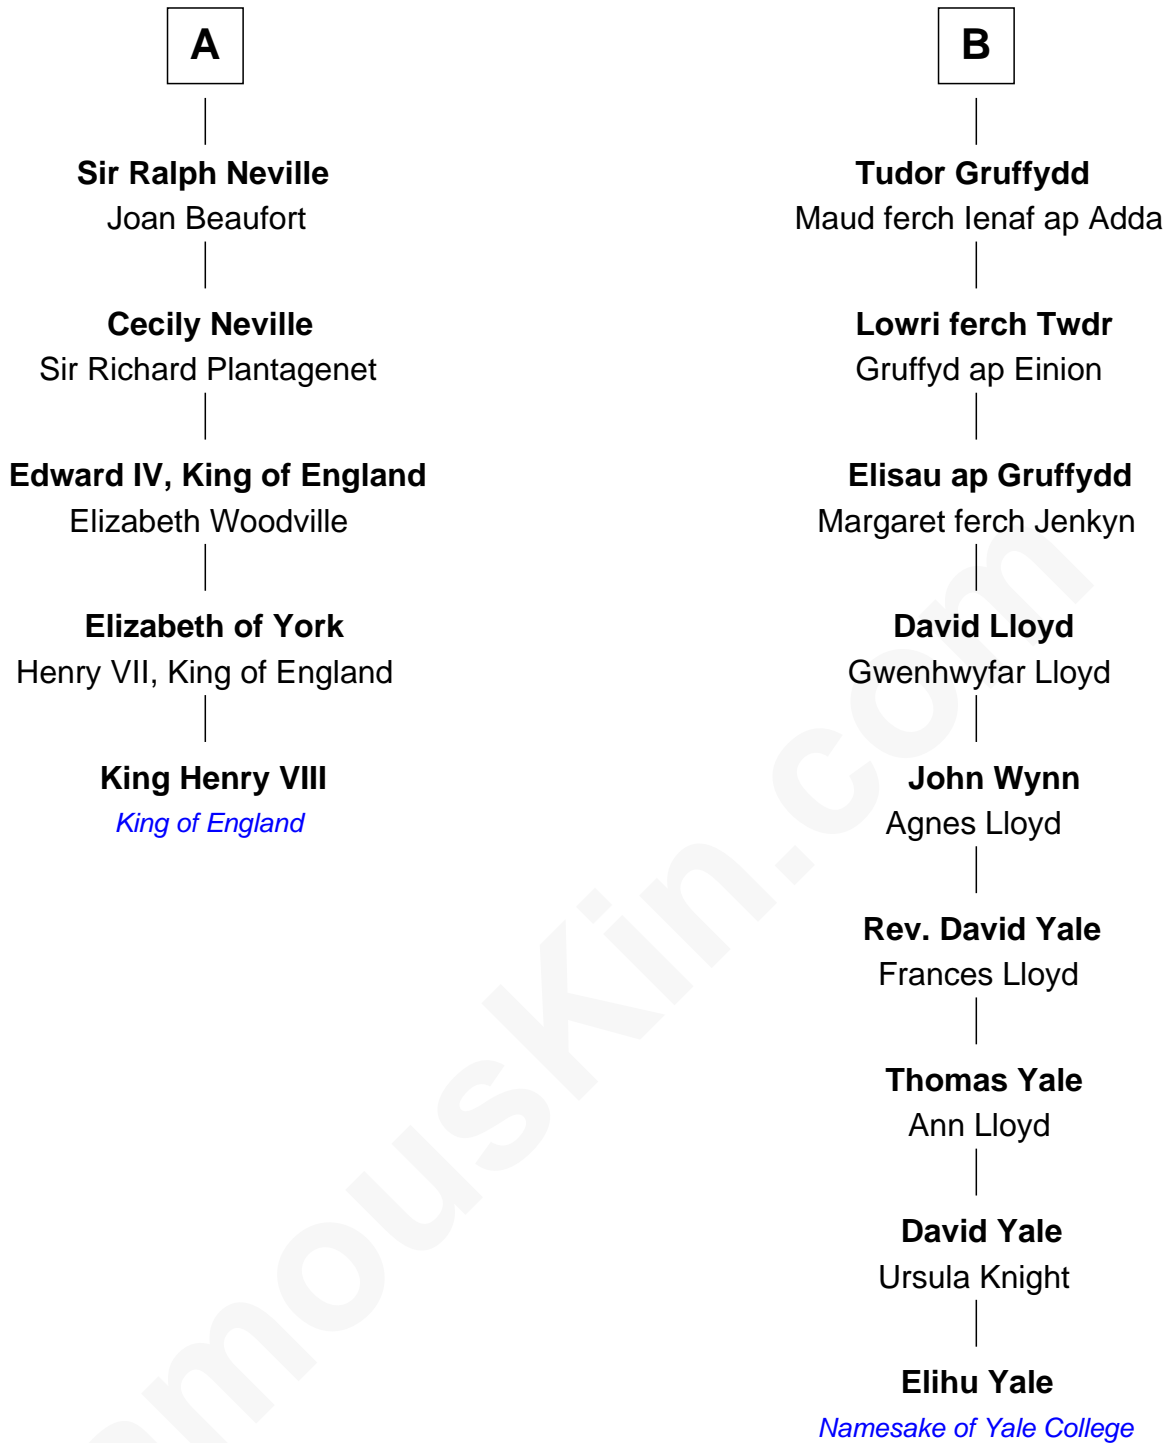 A
Sir Ralph Neville
Joan Beaufort
Cecily Neville
Sir Richard Plantagenet
Edward IV, King of England
Elizabeth Woodville
Elizabeth of York
Henry VII, King of England
King Henry VIII
King of England
B
Tudor Gruffydd
Maud ferch Ienaf ap Adda
Lowri ferch Twdr
Gruffyd ap Einion
Elisau ap Gruffydd
Margaret ferch Jenkyn
David Lloyd
Gwenhwyfar Lloyd
John Wynn
Agnes Lloyd
Rev. David Yale
Frances Lloyd
Thomas Yale
Ann Lloyd
David Yale
Ursula Knight
Elihu Yale
Namesake of Yale College
amouskin.com